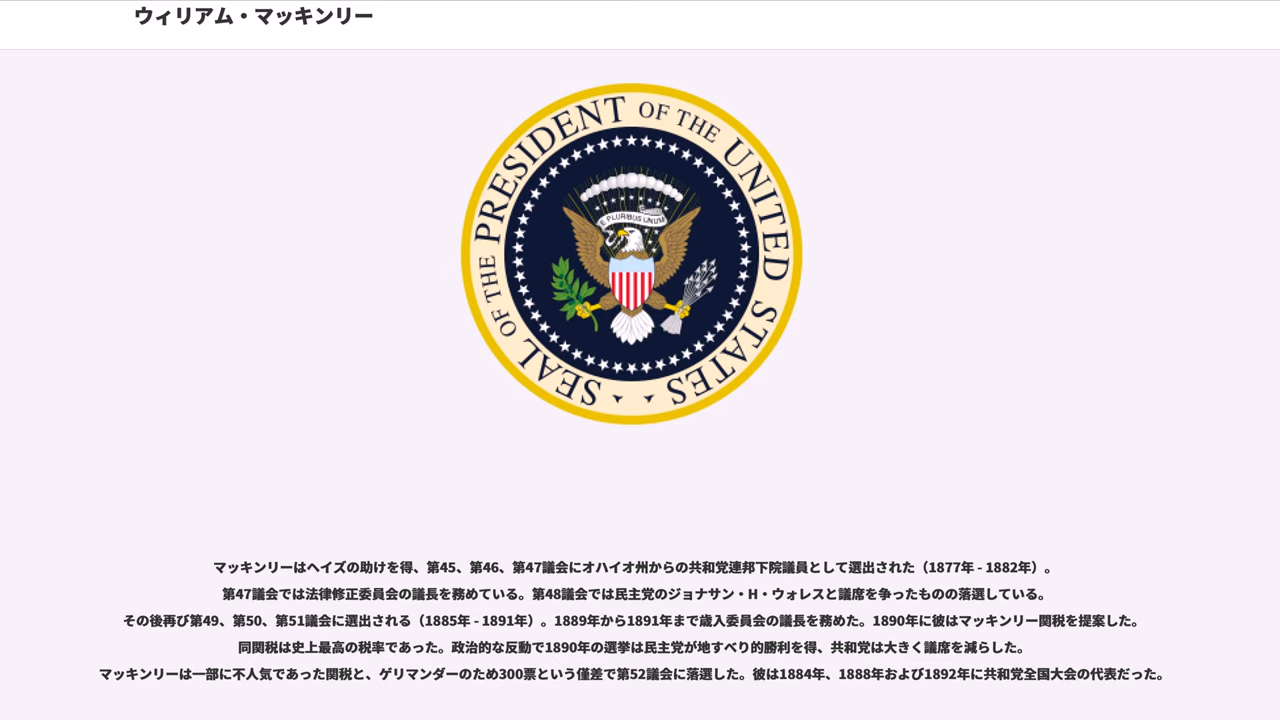 ウィリアム・マッキンリー
SEAL OF THE PRESIDENT OF THE UNITED STATES
E PLURIBUS UNUM
マッキンリーはヘイズの助けを得、第45、第46、第47議会にオハイオ州からの共和党連邦下院議員として選出された（1877年 - 1882年）。
第47議会では法律修正委員会の議長を務めている。第48議会では民主党のジョナサン・H・ウォレスと議席を争ったものの落選している。
その後再び第49、第50、第51議会に選出される（1885年 - 1891年）。1889年から1891年まで歳入委員会の議長を務めた。1890年に彼はマッキンリー関税を提案した。
同関税は史上最高の税率であった。政治的な反動で1890年の選挙は民主党が地すべり的勝利を得、共和党は大きく議席を減らした。
マッキンリーは一部に不人気であった関税と、ゲリマンダーのため300票という僅差で第52議会に落選した。彼は1884年、1888年および1892年に共和党全国大会の代表だった。